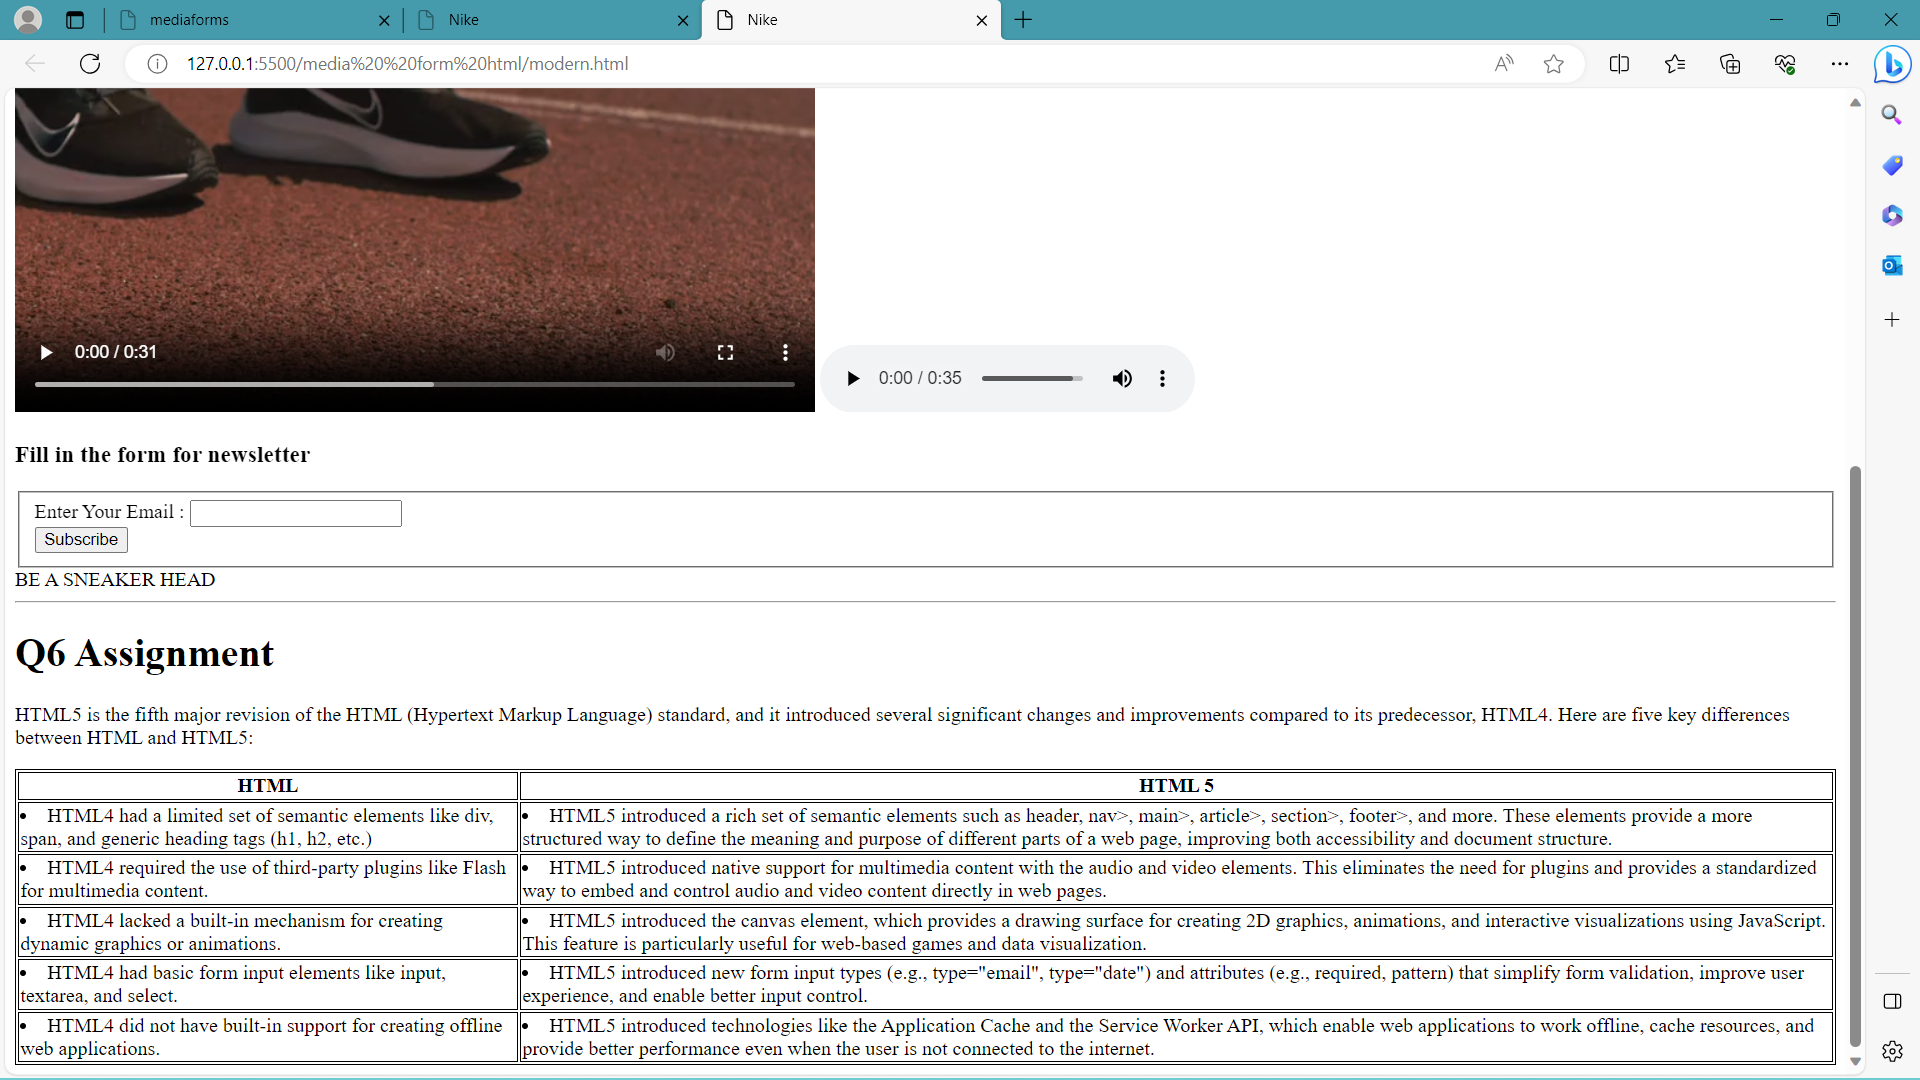 mediaforms
Nike
Nike
127.0.0.1:5500/media%20%20form%20html/modern.html
0:00 / 0:31
0:00 / 0:35
Fill in the form for newsletter
Enter Your Email :
Subscribe
BE A SNEAKER HEAD
Q6 Assignment
HTML5 is the fifth major revision of the HTML (Hypertext Markup Language) standard, and it introduced several significant changes and improvements compared to its predecessor, HTML4. Here are five key differences
between HTML and HTML5:
HTML
HTML 5
• HTML4 had a limited set of semantic elements like div,
span, and generic heading tags (h1, h2, etc.)
• HTML5 introduced a rich set of semantic elements such as header, nav>, main>, article>, section>, footer>, and more. These elements provide a more
structured way to define the meaning and purpose of different parts of a web page, improving both accessibility and document structure.
• HTML4 required the use of third-party plugins like Flash
for multimedia content.
• HTML5 introduced native support for multimedia content with the audio and video elements. This eliminates the need for plugins and provides a standardized
way to embed and control audio and video content directly in web pages.
• HTML4 lacked a built-in mechanism for creating
dynamic graphics or animations.
• HTML5 introduced the canvas element, which provides a drawing surface for creating 2D graphics, animations, and interactive visualizations using JavaScript.
This feature is particularly useful for web-based games and data visualization.
• HTML4 had basic form input elements like input,
textarea, and select.
• HTML5 introduced new form input types (e.g., type="email", type="date") and attributes (e.g., required, pattern) that simplify form validation, improve user
experience, and enable better input control.
• HTML4 did not have built-in support for creating offline
web applications.
• HTML5 introduced technologies like the Application Cache and the Service Worker API, which enable web applications to work offline, cache resources, and
provide better performance even when the user is not connected to the internet.